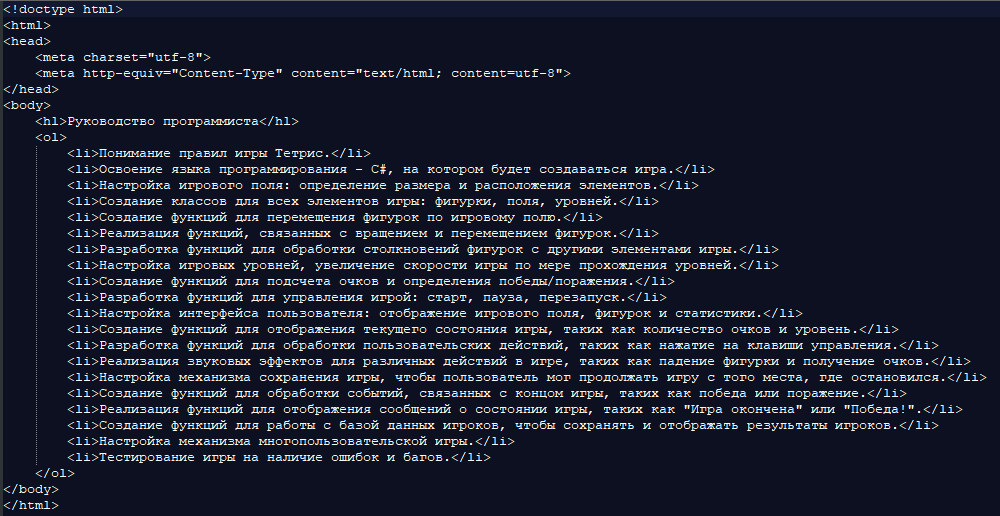 <!doctype html>
<html>
<head>
<meta charset="utf-8">
<meta http-equiv="Content-Type" content="text/html; content=utf-8">
</head>
<body>
<hl>Руководство программиста</hl>
<ol>
<li>Понимание правил игры Тетрис.</li>
<li>Освоение языка программирования - C#, на котором будет создаваться игра.</li>
<li>Настройка игрового поля: определение размера и расположения элементов.</li>
<li>Создание классов для всех элементов игры: фигурки, поля, уровней.</li>
<li>Создание функций для перемещения фигурок по игровому полю.</li>
<li>Реализация функций, связанных с вращением и перемещением фигурок.</li>
<li>Разработка функций для обработки столкновений фигурок с другими элементами игры.</li>
<li>Настройка игровых уровней, увеличение скорости игры по мере прохождения уровней.</li>
<li>Создание функций для подсчета очков и определения победы/поражения.</li>
<li>Разработка функций для управления игрой: старт, пауза, перезапуск.</li>
<li>Настройка интерфейса пользователя: отображение игрового поля, фигурок и статистики.</li>
<li>Создание функций для отображения текущего состояния игры, таких как количество очков и уровень.</li>
<li>Разработка функций для обработки пользовательских действий, таких как нажатие на клавиши управления.</li>
<li>Реализация звуковых эффектов для различных действий в игре, таких как падение фигурки и получение очков.</li>
<li>Настройка механизма сохранения игры, чтобы пользователь мог продолжать игру с того места, где остановился.</li>
<li>Создание функций для обработки событий, связанных с концом игры, таких как победа или поражение.</li>
<li>Реализация функций для отображения сообщений о состоянии игры, таких как "Игра окончена" или "Победа!".</li>
<li>Создание функций для работы с базой данных игроков, чтобы сохранять и отображать результаты игроков.</li>
<li>Настройка механизма многопользовательской игры.</li>
<li>Тестирование игры на наличие ошибок и багов.</li>
</ol>
</body>
</html>